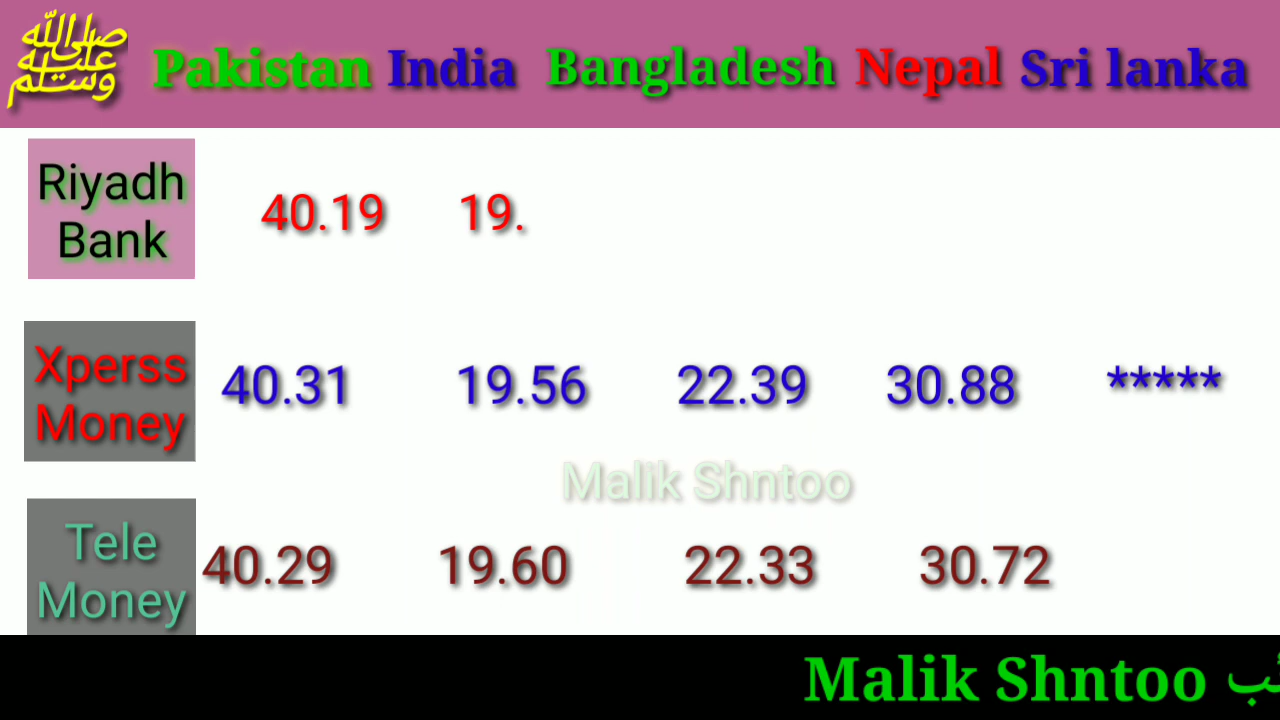 صلى الله عليه وسلم
Pakistan India Bangladesh Nepal Sri lanka
Riyadh
Bank
40.19 19.
Xperss
Money
40.31 19.56 22.39 30.88 *****
Malik Shntoo
Tele
Money
40.29 19.60 22.33 30.72
Malik Shntoo